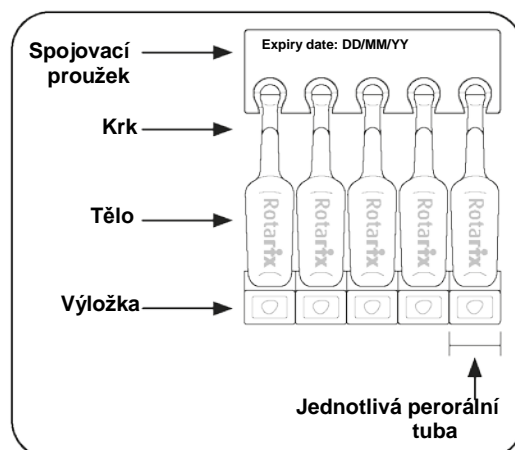 Spojovací
proužek
Expiry date: DD/MM/YY
Krk
Tělo
Rotarix Rotarix Rotarix Rotarix Rotarix
Výložka
Jednotlivá perorální
tuba